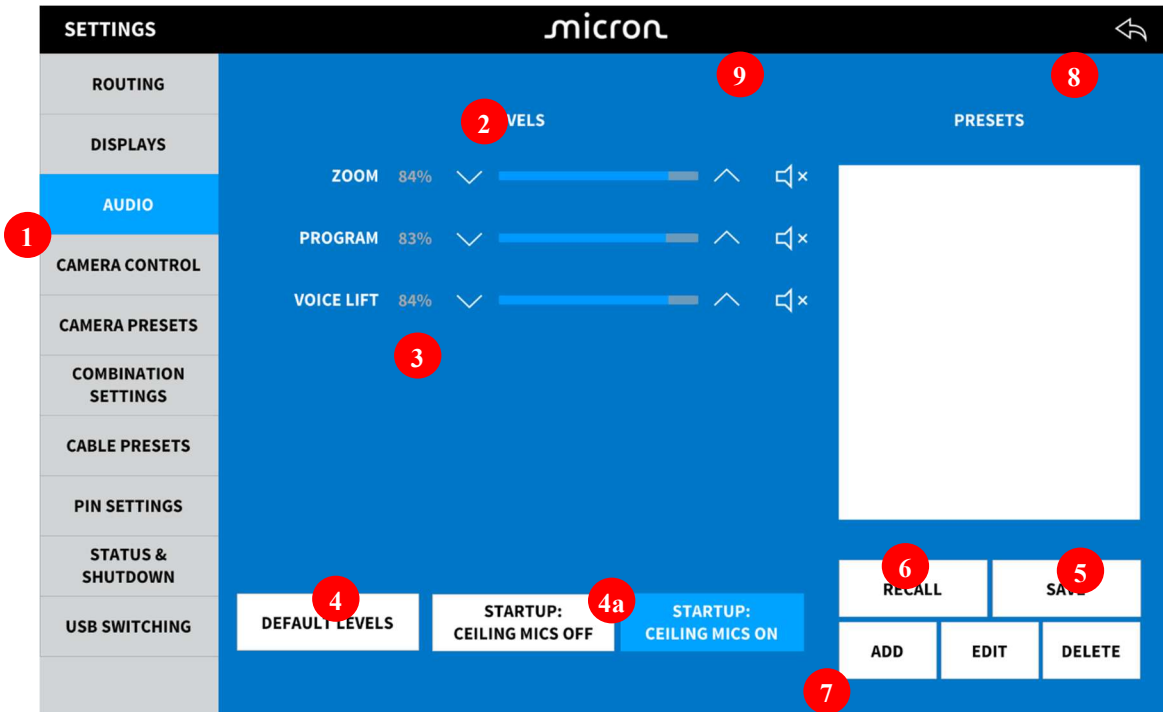 SETTINGS
micron
9
8
ROUTING
DISPLAYS
AUDIO
1
CAMERA CONTROL
CAMERA PRESETS
COMBINATION
SETTINGS
CABLE PRESETS
PIN SETTINGS
STATUS &
SHUTDOWN
USB SWITCHING
2 VELS
ZOOM 84%
PROGRAM 83%
VOICE LIFT 84%
3
4
DEFAULT LEVELS
4a
STARTUP:
CEILING MICS OFF
STARTUP:
CEILING MICS ON
PRESETS
6
RECALL
5
SAVE
ADD EDIT DELETE
7